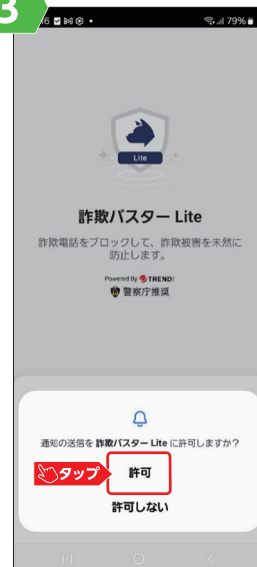 3
16
79%
Lite
詐欺バスター Lite
詐欺電話をブロックして、詐欺被害を未然に
防止します。
Powered By TREND
警察庁推奨
通知の送信を 詐欺バスター Lite に許可しますか?
タップ
許可
許可しない